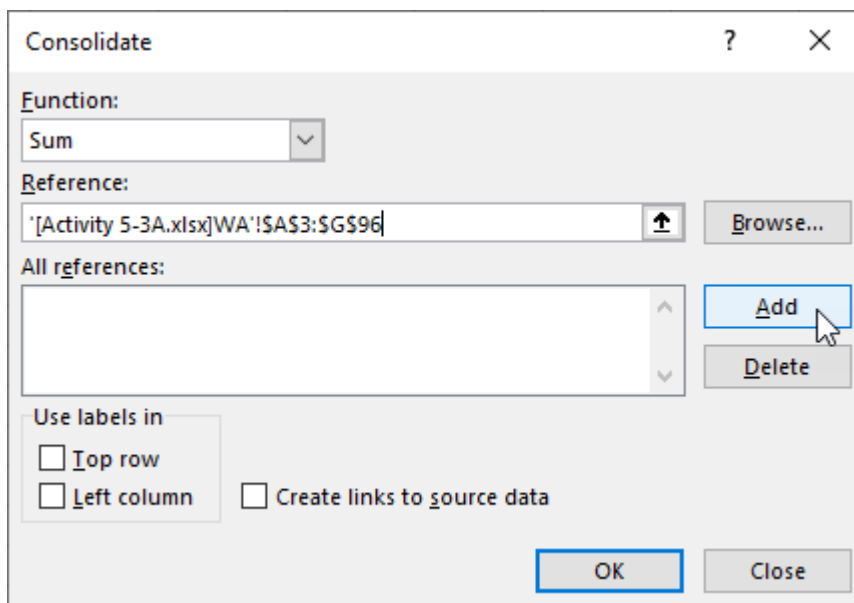 Consolidate
?
Function:
Sum
Reference:
'[Activity 5-3A.xlsx]WA'!$A$3:$G$96
Browse...
All references:
Add
Delete
Use labels in
Top row
Left column
Create links to source data
OK
Close